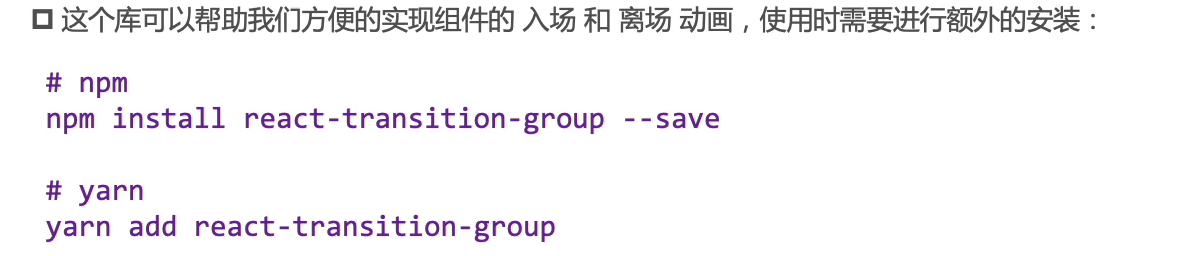 这个库可以帮助我们方便的实现组件的 入场 和 离场 动画，使用时需要进行额外的安装：
# npm
npm install react-transition-group --save
# yarn
yarn add react-transition-group